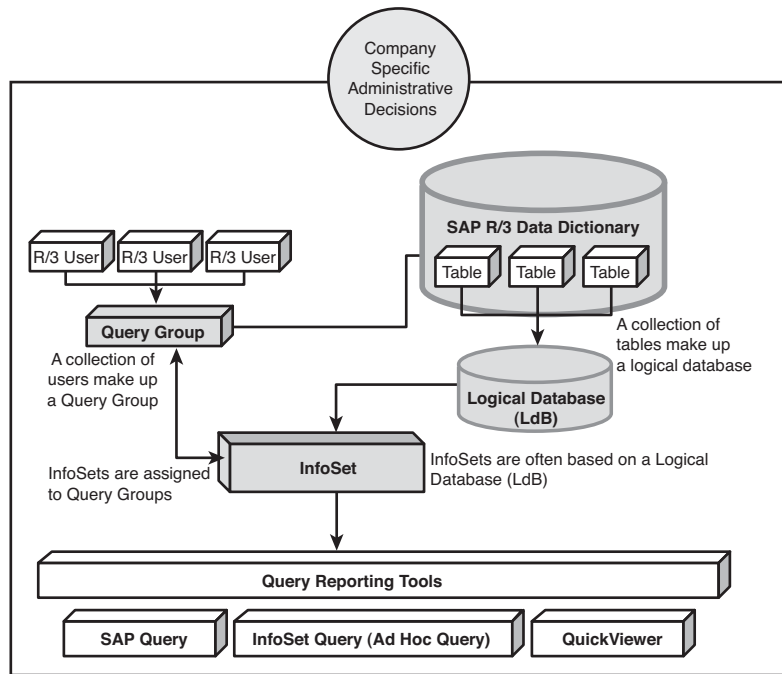 Company
Specific
Administrative
Decisions
SAP R/3 Data Dictionary
Table
Table
Table
R/3 User
R/3 User
R/3 User
Query Group
A collection of
users make up
a Query Group
A collection of
tables make up
a logical database
Logical Database
(LdB)
InfoSet
InfoSets are assigned
to Query Groups
InfoSets are often based on a Logical
Database (LdB)
Query Reporting Tools
SAP Query
InfoSet Query (Ad Hoc Query)
QuickViewer